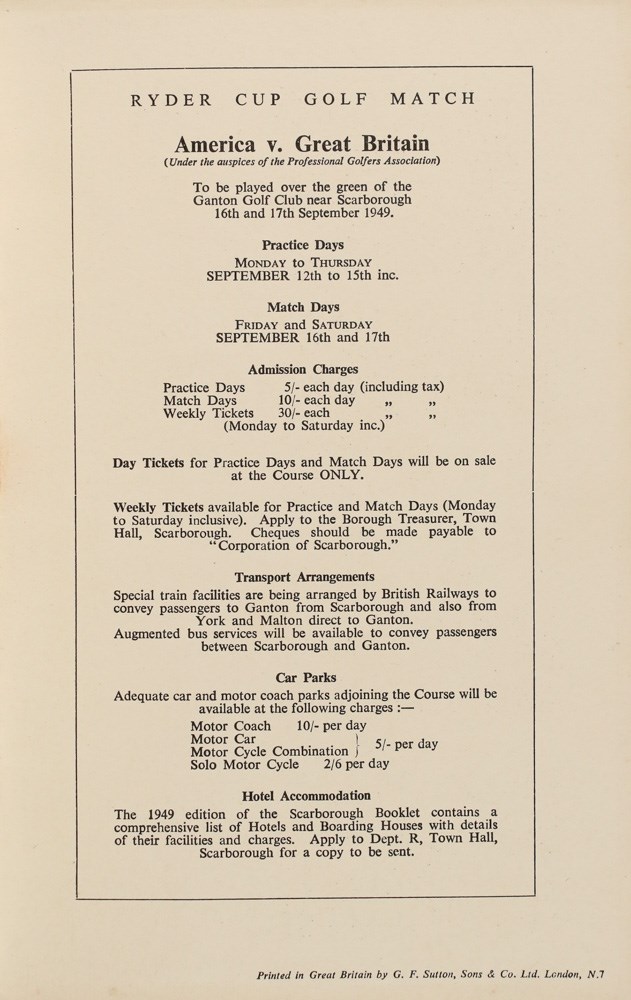 RYDER CUP GOLF MATCH
America v. Great Britain
(Under the auspices of the Professional Golfers Association)
To be played over the green of the
Ganton Golf Club near Scarborough
16th and 17th September 1949.
Practice Days
MONDAY to THURSDAY
SEPTEMBER 12th to 15th inc.
Match Days
FRIDAY and SATURDAY
SEPTEMBER 16th and 17th
Admission Charges
Practice Days 5/- each day (including tax)
Match Days 10/- each day „ „
Weekly Tickets 30/- each „ „
(Monday to Saturday inc.)
Day Tickets for Practice Days and Match Days will be on sale
at the Course ONLY.
Weekly Tickets available for Practice and Match Days (Monday
to Saturday inclusive). Apply to the Borough Treasurer, Town
Hall, Scarborough. Cheques should be made payable to
“Corporation of Scarborough.”
Transport Arrangements
Special train facilities are being arranged by British Railways to
convey passengers to Ganton from Scarborough and also from
York and Malton direct to Ganton.
Augmented bus services will be available to convey passengers
between Scarborough and Ganton.
Car Parks
Adequate car and motor coach parks adjoining the Course will be
available at the following charges :—
Motor Coach 10/- per day
Motor Car
Motor Cycle Combination } 5/- per day
Solo Motor Cycle 2/6 per day
Hotel Accommodation
The 1949 edition of the Scarborough Booklet contains a
comprehensive list of Hotels and Boarding Houses with details
of their facilities and charges. Apply to Dept. R, Town Hall,
Scarborough for a copy to be sent.
Printed in Great Britain by G. F. Sutton, Sons & Co. Ltd. London, N.7